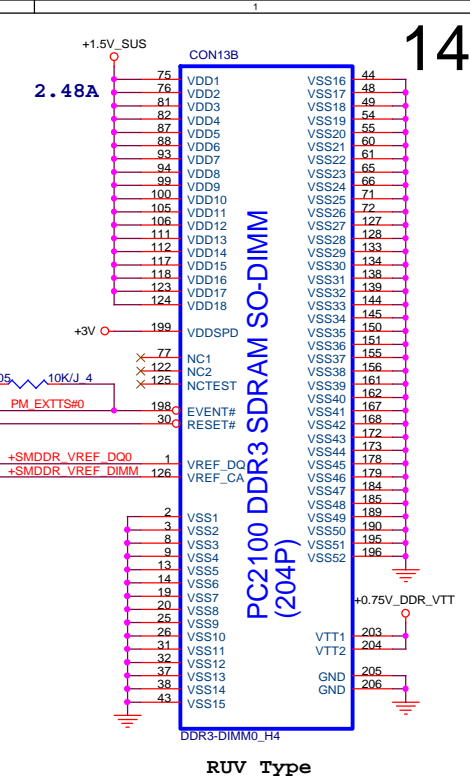 1
14
+1.5V_SUS
CON13B
2.48A
75 VDD1
76 VDD2
81 VDD3
82 VDD4
87 VDD5
88 VDD6
93 VDD7
94 VDD8
99 VDD9
100 VDD10
105 VDD11
106 VDD12
111 VDD13
112 VDD14
117 VDD15
118 VDD16
123 VDD17
124 VDD18
+3V 199 VDDSPD
77 NC1
122 NC2
125 NCTEST
05 10K/J_4
PM_EXTTS#0 198 EVENT#
30 RESET#
+SMDDR_VREF_DQ0 1 VREF_DQ
+SMDDR_VREF_DIMM 126 VREF_CA
2 VSS1
3 VSS2
8 VSS3
9 VSS4
13 VSS5
14 VSS6
19 VSS7
20 VSS8
25 VSS9
26 VSS10
31 VSS11
32 VSS12
37 VSS13
38 VSS14
43 VSS15
PC2100 DDR3 SDRAM SO-DIMM
(204P)
VSS16 44
VSS17 48
VSS18 49
VSS19 54
VSS20 55
VSS21 60
VSS22 61
VSS23 65
VSS24 66
VSS25 71
VSS26 72
VSS27 127
VSS28 128
VSS29 133
VSS30 134
VSS31 138
VSS32 139
VSS33 144
VSS34 145
VSS35 150
VSS36 151
VSS37 155
VSS38 156
VSS39 161
VSS40 162
VSS41 167
VSS42 168
VSS43 172
VSS44 173
VSS45 178
VSS46 179
VSS47 184
VSS48 185
VSS49 189
VSS50 190
VSS51 195
VSS52 196
+0.75V_DDR_VTT
VTT1 203
VTT2 204
GND 205
GND 206
DDR3-DIMM0_H4
RUV Type